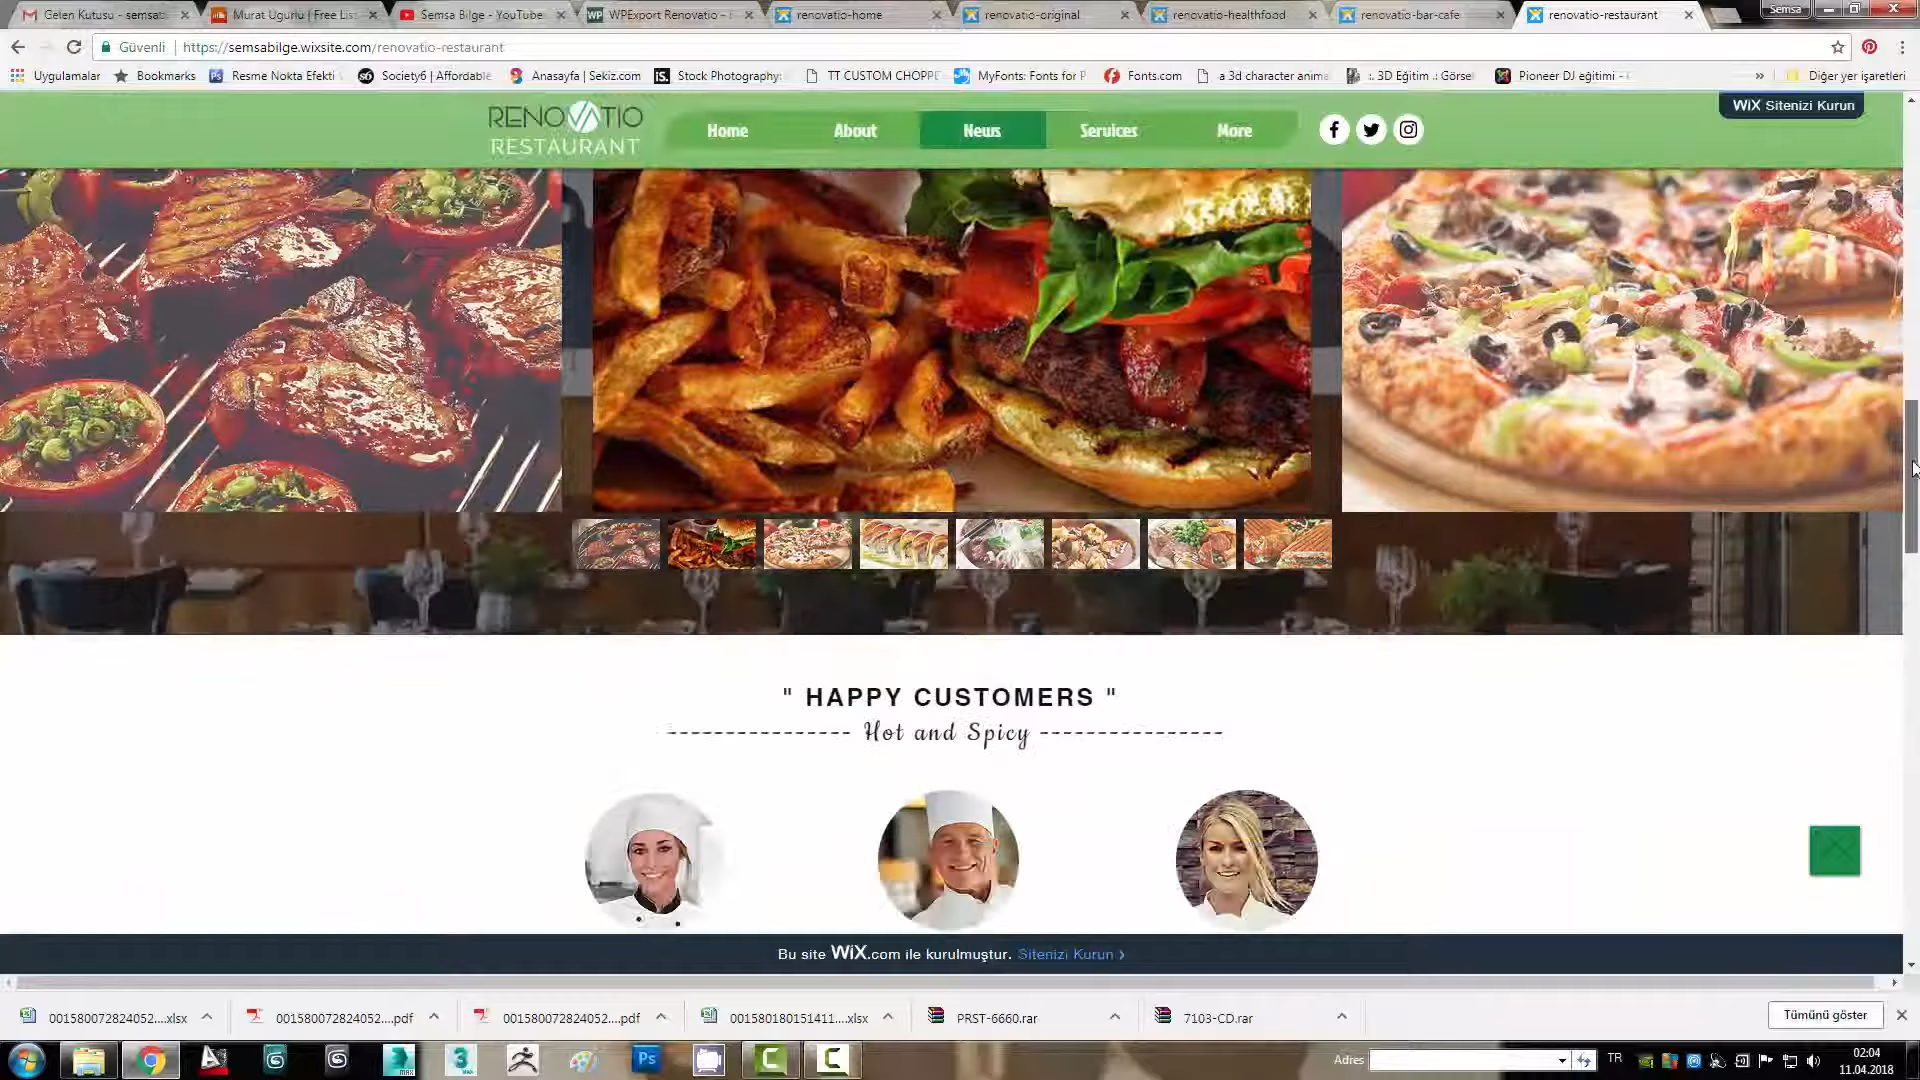 Gelen Kutusu - semsat
Murat Ugurlu | Free Lis
Semsa Bilge - YouTube
WPExport Renovatio -
renovatio-home
renovatio-original
renovatio-healthfood
renovatio-bar-cafe
renovatio-restaurant
Semsa
Güvenli
https://semsabilge.wixsite.com/renovatio-restaurant
Uygulamalar
Bookmarks
Resme Nokta Efekti
Society6 | Affordable
Anasayfa | Sekiz.com
Stock Photography:
TT CUSTOM CHOPPE
MyFonts: Fonts for P
Fonts.com
a 3d character anima
:. 3D Eğitim .: Görsel
Pioneer DJ eğitimi -
Diğer yer işaretleri
RENOVATIO
RESTAURANT
Home
About
News
Services
More
WiX Sitenizi Kurun
" HAPPY CUSTOMERS "
---------------- Hot and Spicy ----------------
Bu site WiX.com ile kurulmuştur. Sitenizi Kurun ›
001580072824052....xlsx
001580072824052....pdf
001580072824052....pdf
001580180151411....xlsx
PRST-6660.rar
7103-CD.rar
Tümünü göster
Adres
TR
02:04
11.04.2018